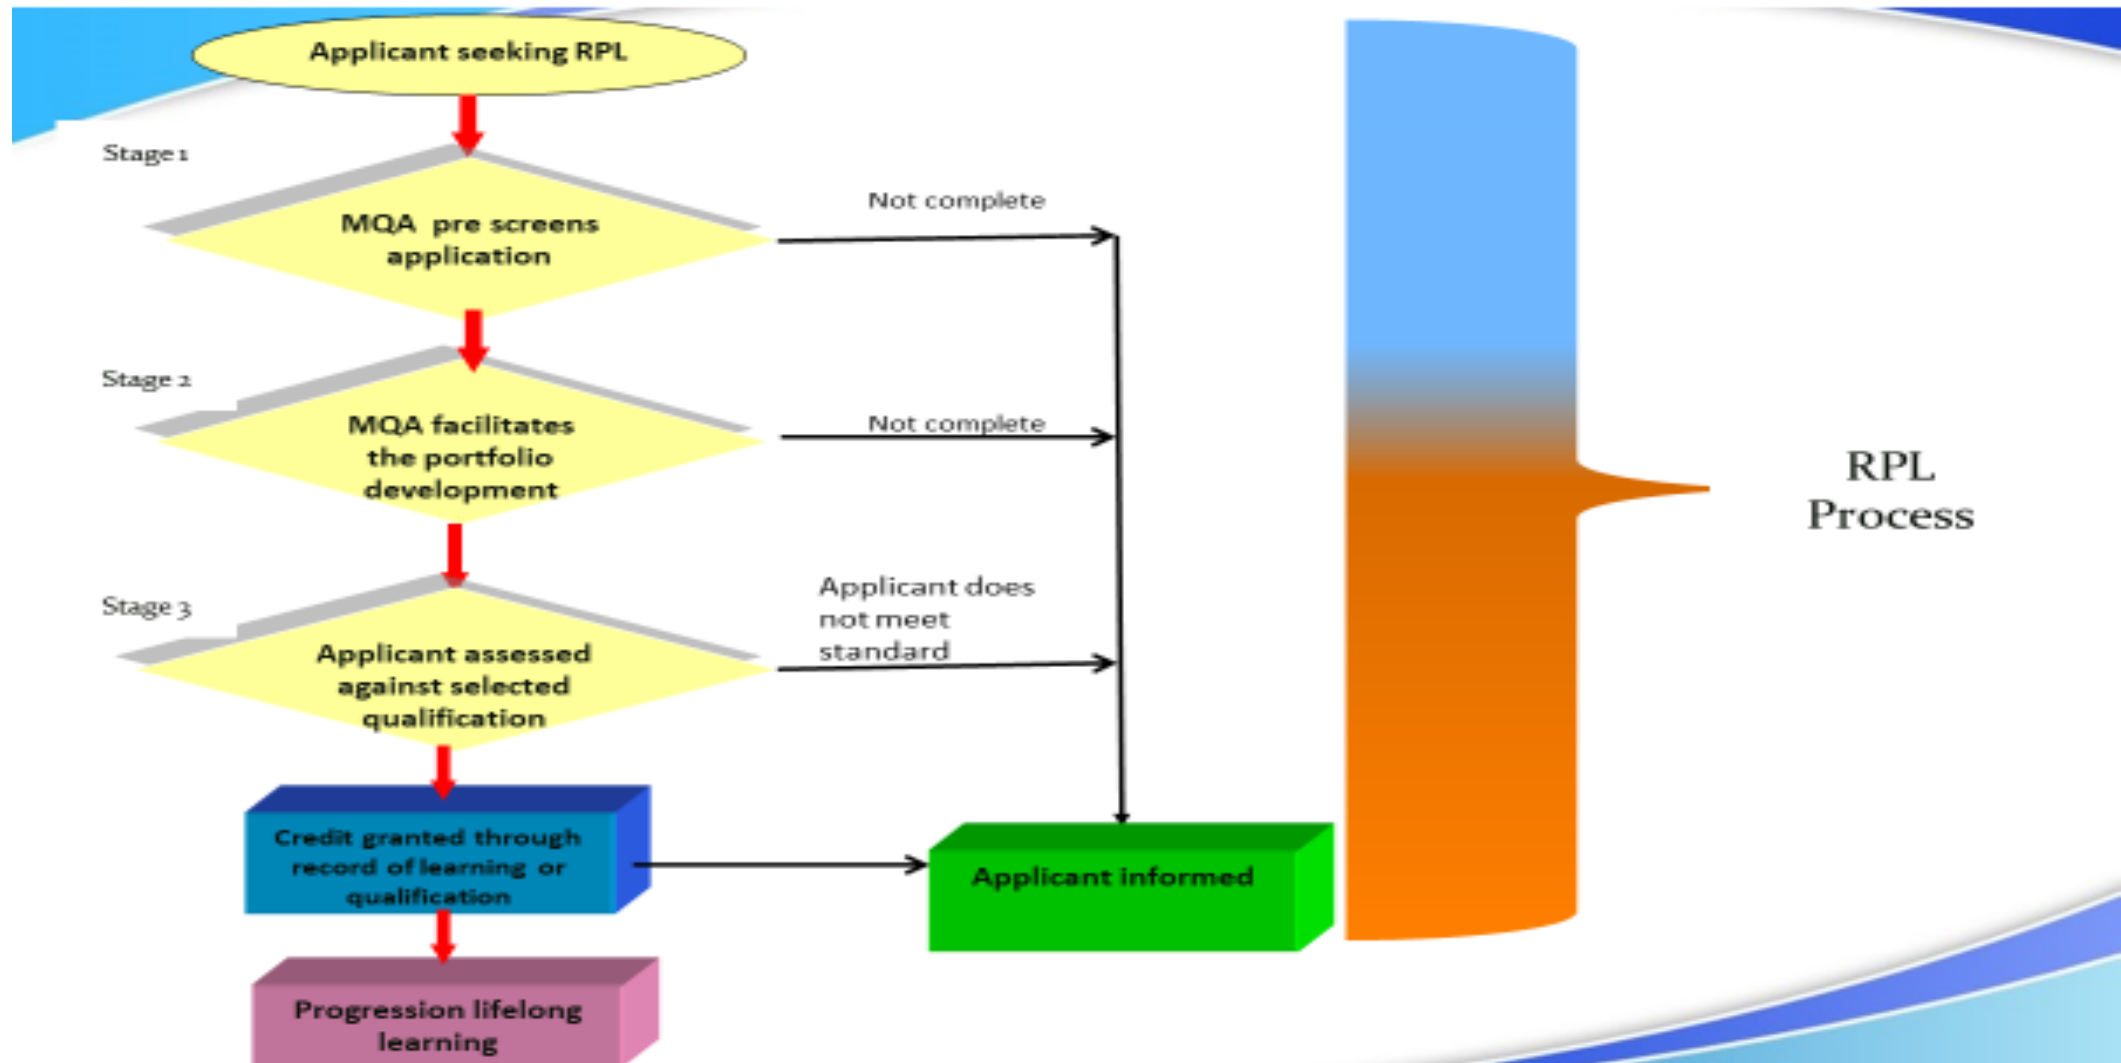 Applicant seeking RPL
Stage 1
MQA pre screens
application
Not complete
Stage 2
MQA facilitates
the portfolio
development
Not complete
Stage 3
Applicant assessed
against selected
qualification
Applicant does
not meet
standard
Credit granted through
record of learning or
qualification
Applicant informed
Progression lifelong
learning
RPL
Process